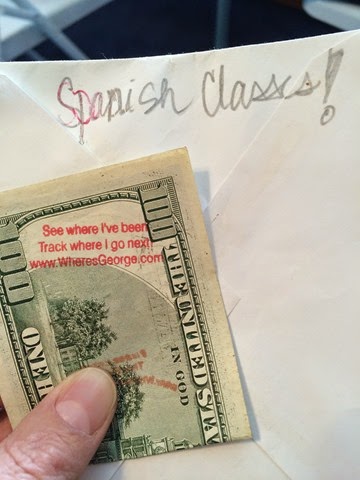 Spanish Classes!
See where I've been
Track where I go next
www.WheresGeorge.com
100
100
THE UNITED STA
IN GOD
ONE H